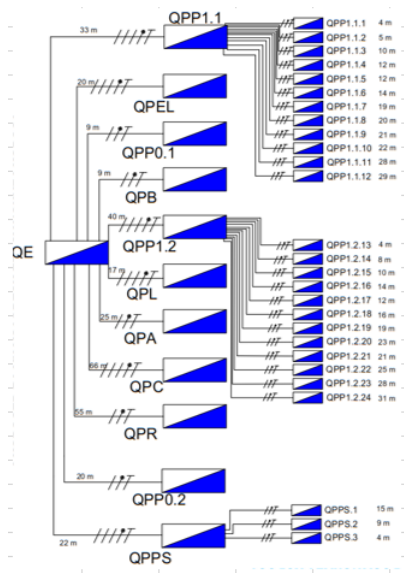 33 m
QPP1.1
QPP1.1.1 4 m
QPP1.1.2 5 m
QPP1.1.3 10 m
QPP1.1.4 12 m
QPP1.1.5 12 m
QPP1.1.6 14 m
QPP1.1.7 19 m
QPP1.1.8 20 m
QPP1.1.9 21 m
QPP1.1.10 22 m
QPP1.1.11 28 m
QPP1.1.12 29 m
20 m
QPEL
9 m
QPP0.1
9 m
QPB
40 m
QPP1.2
QE
QPP1.2.13 4 m
QPP1.2.14 8 m
QPP1.2.15 10 m
QPP1.2.16 14 m
QPP1.2.17 12 m
QPP1.2.18 16 m
QPP1.2.19 19 m
QPP1.2.20 23 m
QPP1.2.21 21 m
QPP1.2.22 25 m
QPP1.2.23 28 m
QPP1.2.24 31 m
17 m
QPL
25 m
QPA
66 m
QPC
55 m
QPR
20 m
QPP0.2
22 m
QPPS
QPPS.1 15 m
QPPS.2 9 m
QPPS.3 4 m